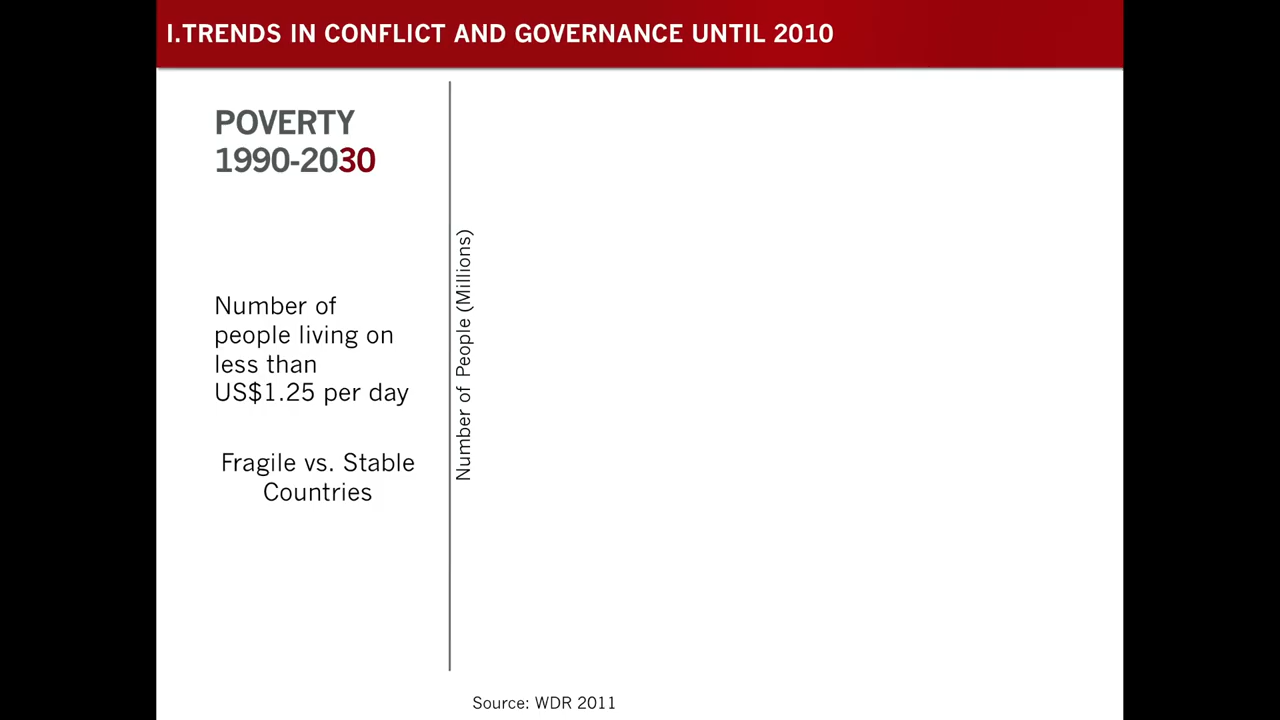 I.TRENDS IN CONFLICT AND GOVERNANCE UNTIL 2010
POVERTY
1990-2030
Number of
people living on
less than
US$1.25 per day
Fragile vs. Stable
Countries
Number of People (Millions)
Source: WDR 2011